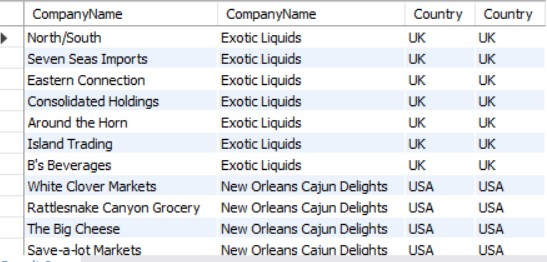 CompanyName CompanyName Country Country
North/South Exotic Liquids UK UK
Seven Seas Imports Exotic Liquids UK UK
Eastern Connection Exotic Liquids UK UK
Consolidated Holdings Exotic Liquids UK UK
Around the Horn Exotic Liquids UK UK
Island Trading Exotic Liquids UK UK
B's Beverages Exotic Liquids UK UK
White Clover Markets New Orleans Cajun Delights USA USA
Rattlesnake Canyon Grocery New Orleans Cajun Delights USA USA
The Big Cheese New Orleans Cajun Delights USA USA
Save-a-lot Markets New Orleans Cajun Delights USA USA